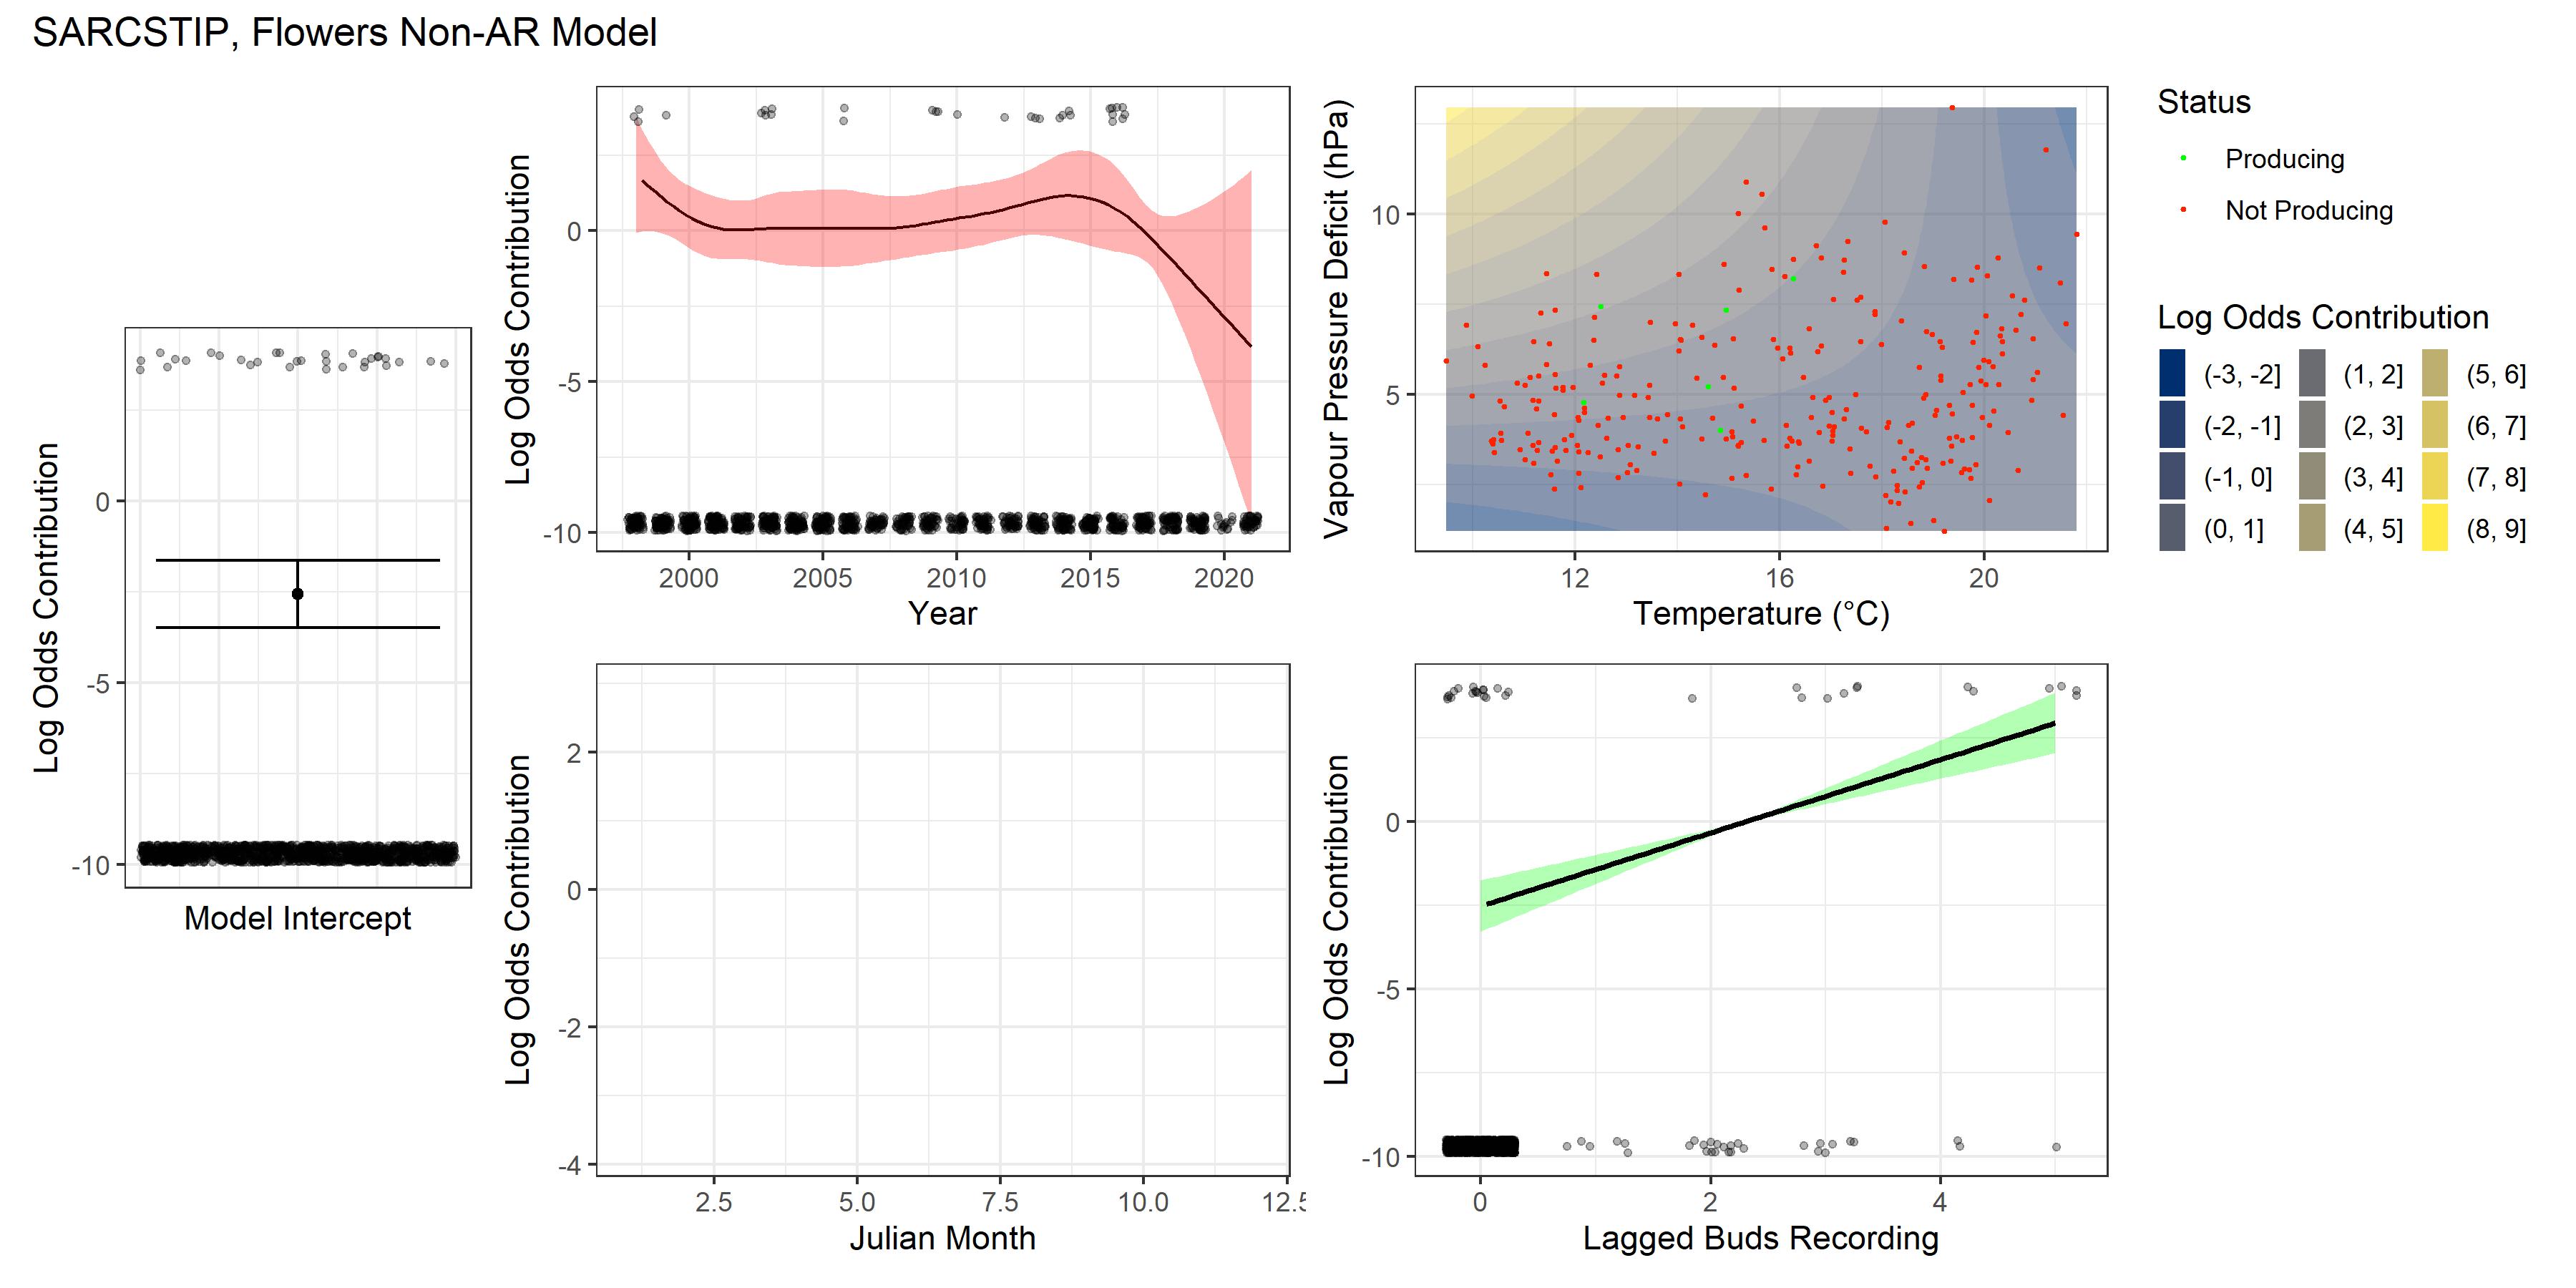 SARCSTIP, Flowers Non-AR Model
Log Odds Contribution
0
-5
-10
Model Intercept
Log Odds Contribution
0
-5
-10
2000 2005 2010 2015 2020
Year
Vapour Pressure Deficit (hPa)
10
5
12 16 20
Temperature (°C)
Status
Producing
Not Producing
Log Odds Contribution
(-3, -2] (1, 2] (5, 6]
(-2, -1] (2, 3] (6, 7]
(-1, 0] (3, 4] (7, 8]
(0, 1] (4, 5] (8, 9]
Log Odds Contribution
2
0
-2
-4
2.5 5.0 7.5 10.0 12.5
Julian Month
Log Odds Contribution
0
-5
-10
0 2 4
Lagged Buds Recording